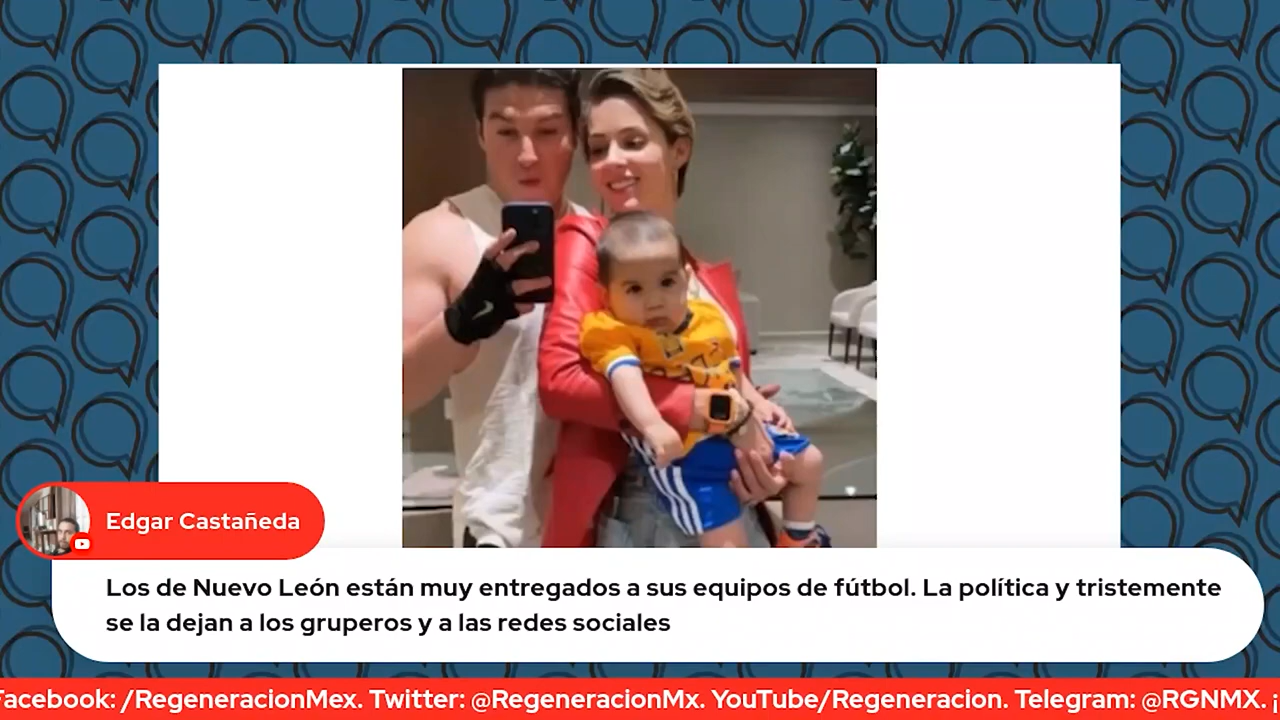 Edgar Castañeda
Los de Nuevo León están muy entregados a sus equipos de fútbol. La política y tristemente
se la dejan a los gruperos y a las redes sociales
Facebook: /RegeneracionMex. Twitter: @RegeneracionMx. YouTube/Regeneracion. Telegram: @RGNMX. ¡